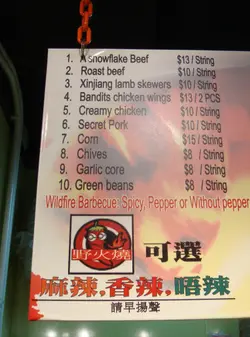 1. A snowflake Beef $13 / String
2. Roast beef $10 / String
3. Xinjiang lamb skewers $10 / String
4. Bandits chicken wings $13 / 2 PCS
5. Creamy chicken $10 / String
6. Secret Pork $10 / String
7. Corn $15 / String
8. Chives $8 / String
9. Garlic core $8 / String
10. Green beans $8 / String
Wildfire Barbecue: Spicy, Pepper or Without pepper
野火燒
可選
麻辣,香辣,唔辣
請早揚聲